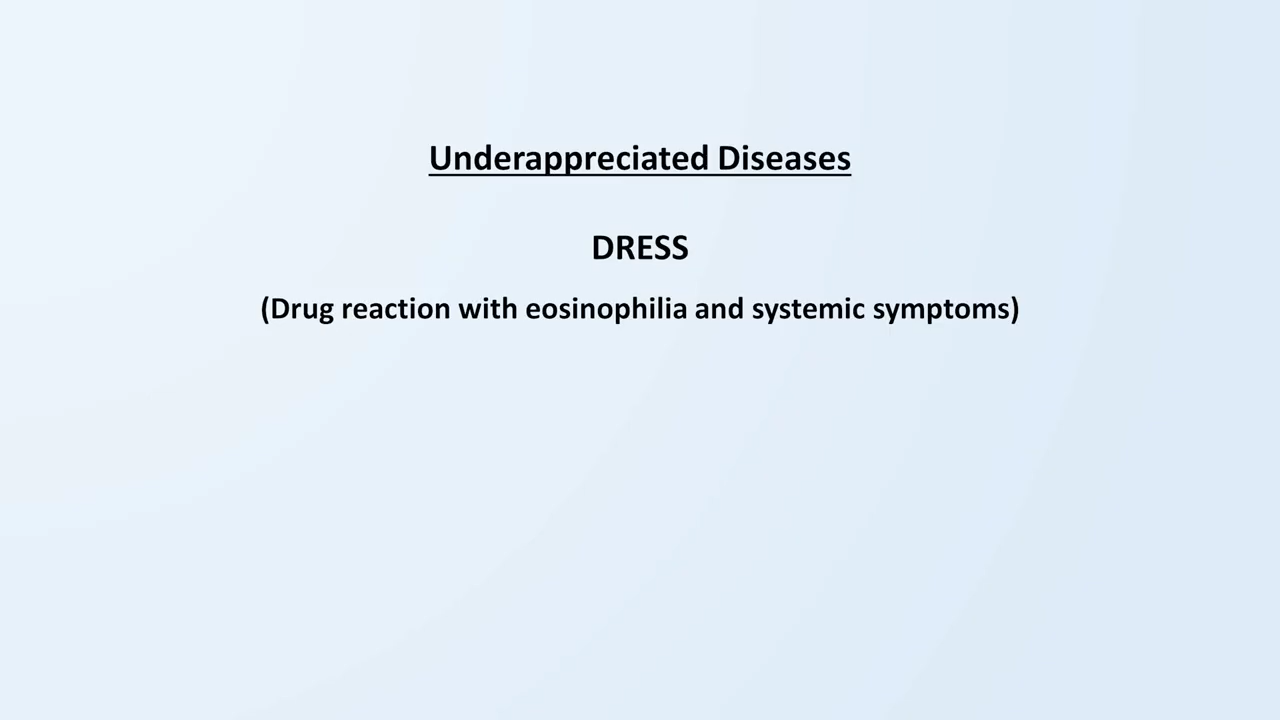 Underappreciated Diseases
DRESS
(Drug reaction with eosinophilia and systemic symptoms)